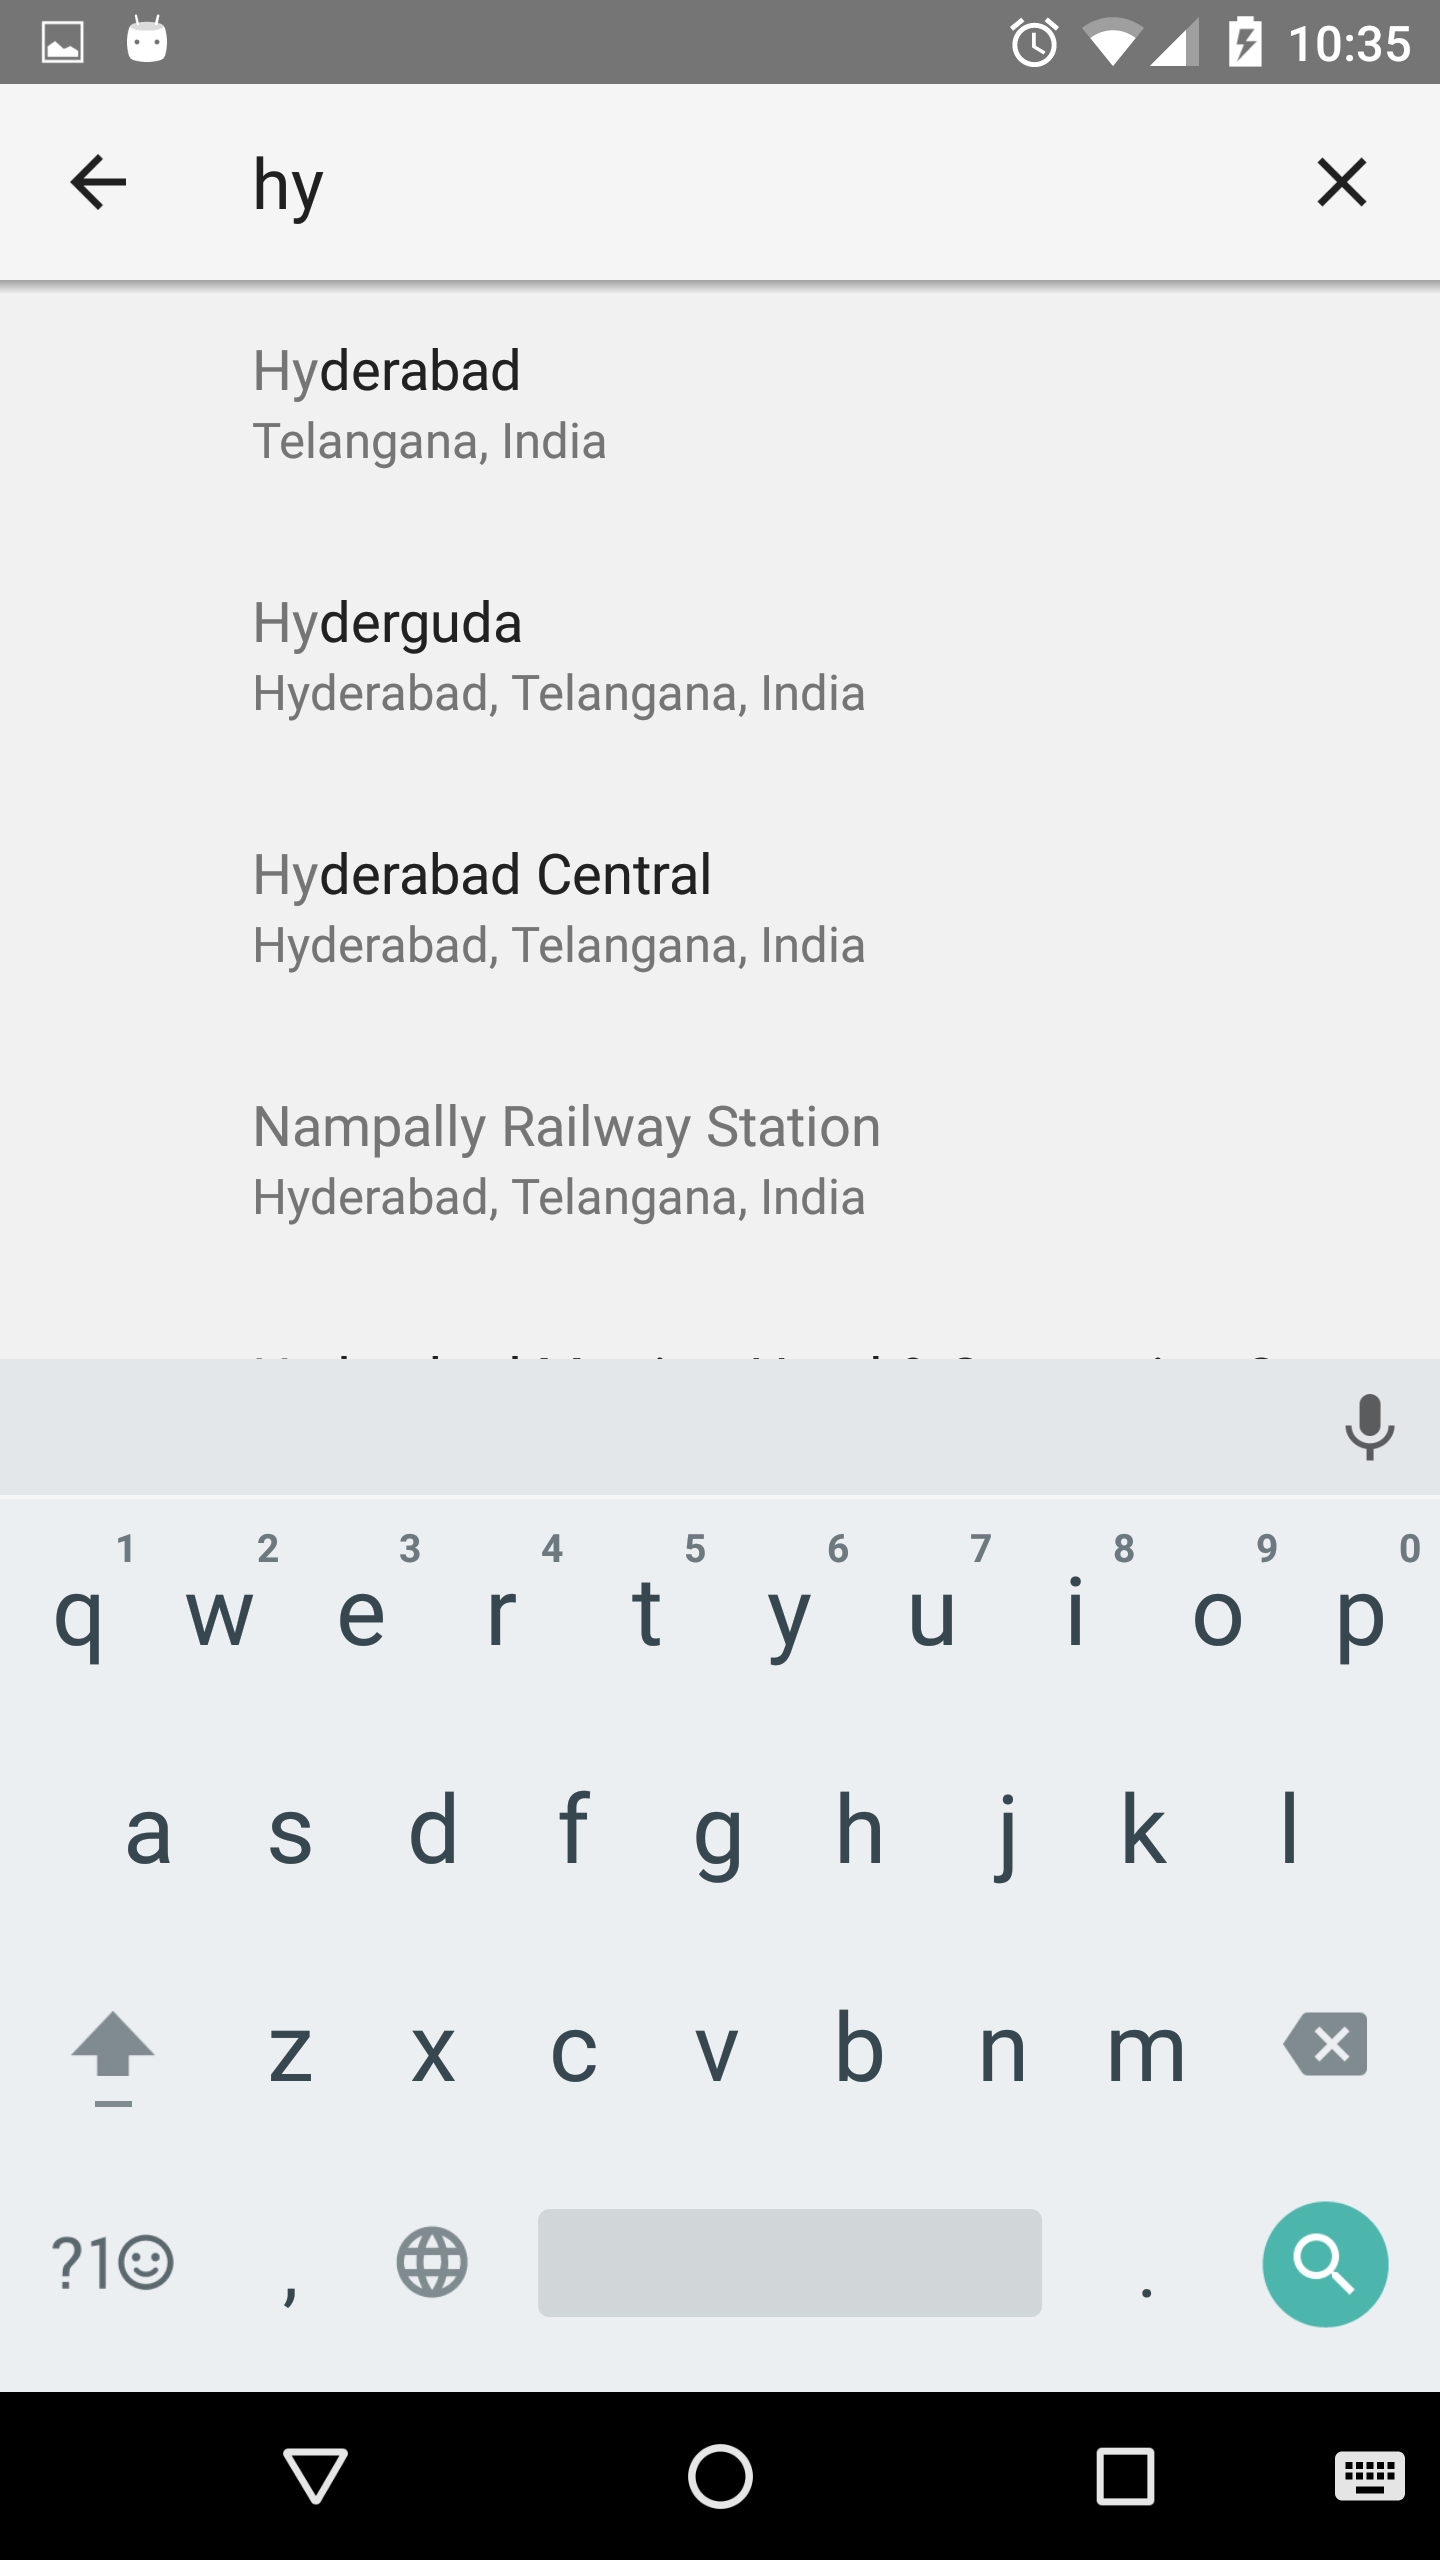 10:35
hy
Hyderabad
Telangana, India
Hyderguda
Hyderabad, Telangana, India
Hyderabad Central
Hyderabad, Telangana, India
Nampally Railway Station
Hyderabad, Telangana, India
1 2 3 4 5 6 7 8 9 0
q w e r t y u i o p
a s d f g h j k l
z x c v b n m
?1 , .